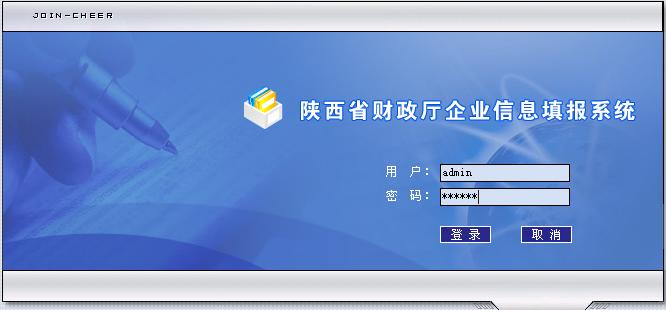 JOIN-CHEER
陕西省财政厅企业信息填报系统
用 户： admin
密 码： ******
登 录 取 消